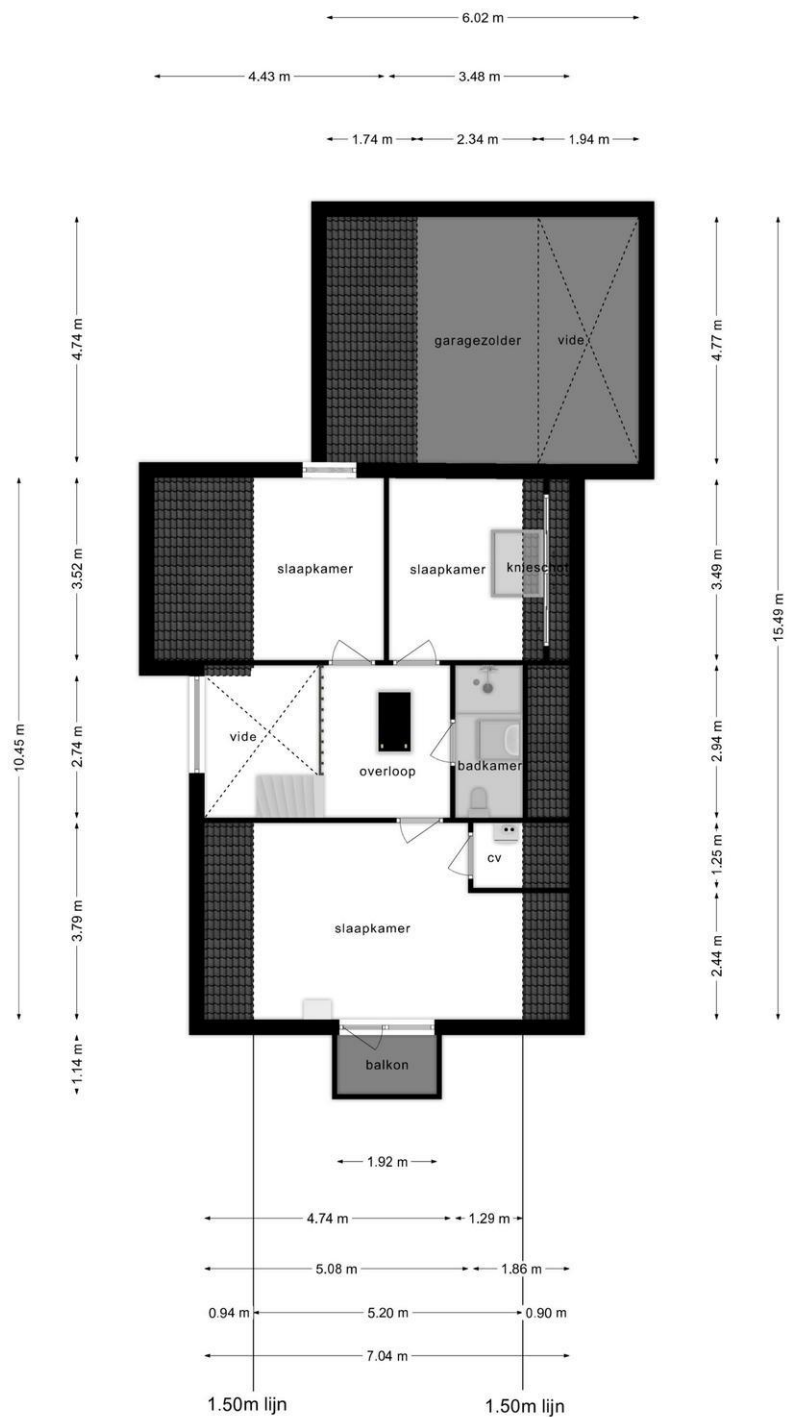 6.02 m
4.43 m
3.48 m
1.74 m
2.34 m
1.94 m
4.74 m
4.77 m
garagezolder
vide
10.45 m
3.52 m
slaapkamer
slaapkamer
knieschot
3.49 m
15.49 m
2.74 m
vide
overloop
badkamer
2.94 m
3.79 m
slaapkamer
cv
1.25 m
2.44 m
1.14 m
balkon
1.92 m
4.74 m
1.29 m
5.08 m
1.86 m
0.94 m
5.20 m
0.90 m
7.04 m
1.50m lijn
1.50m lijn